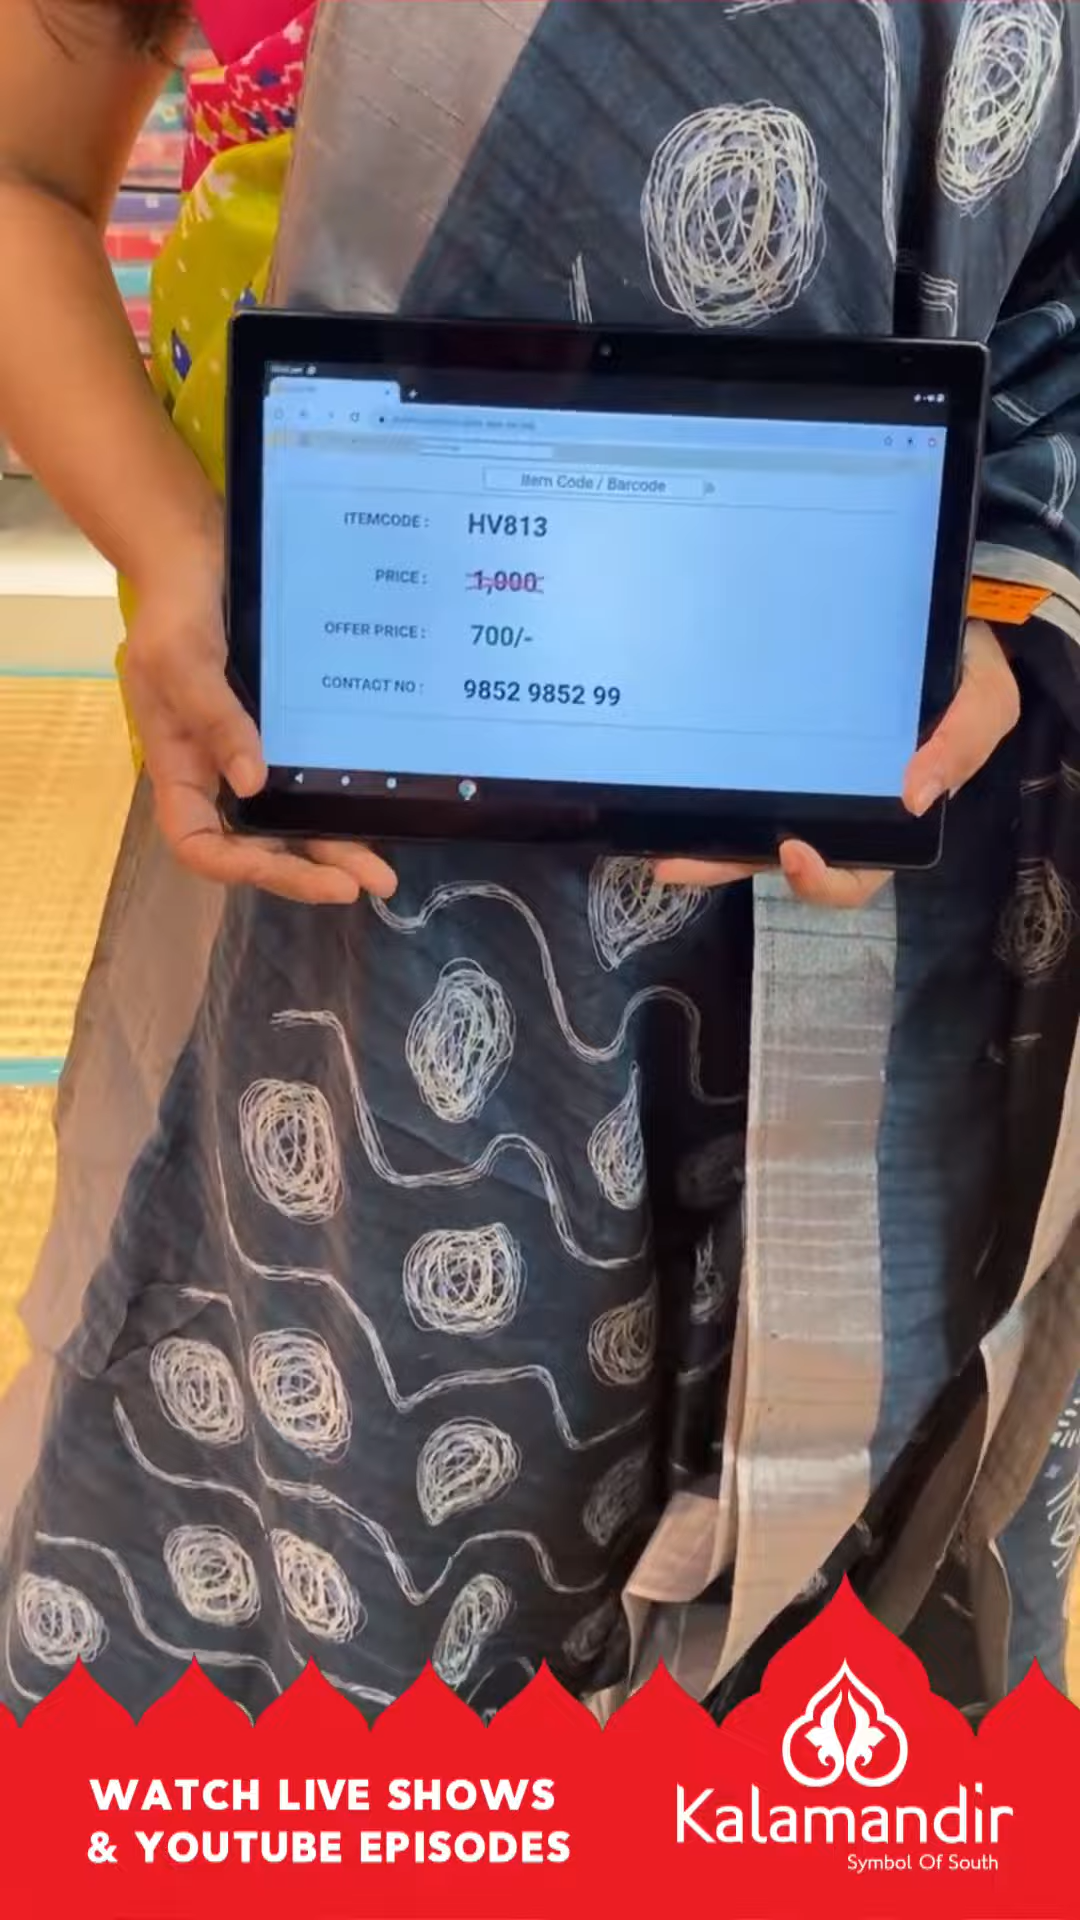 Item Code / Barcode
ITEMCODE : HV813
PRICE : 1,000
OFFER PRICE : 700/-
CONTACT NO : 9852 9852 99
WATCH LIVE SHOWS
& YOUTUBE EPISODES
Kalamandir
Symbol Of South